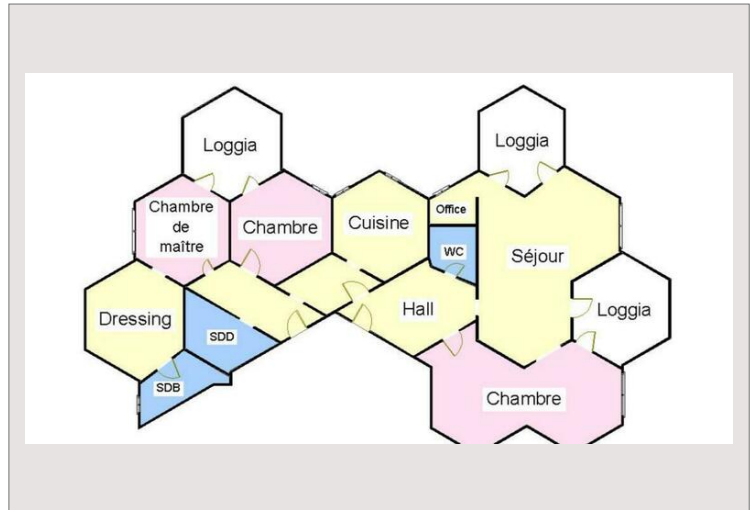 Loggia
Loggia
Chambre
de
maître
Chambre
Cuisine
Office
WC
Séjour
Dressing
SDD
Hall
Loggia
SDB
Chambre